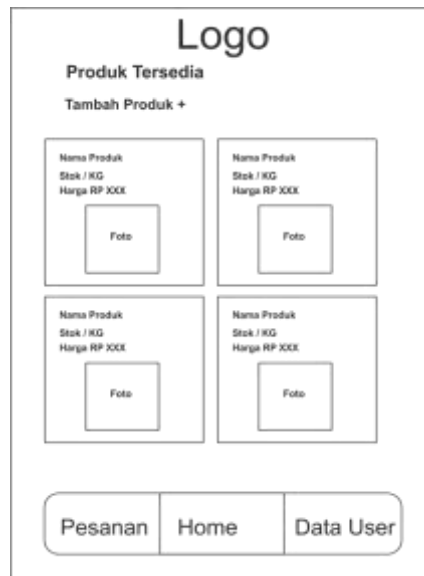 Logo
Produk Tersedia
Tambah Produk +
Nama Produk
Stok / KG
Harga RP XXX
Foto
Nama Produk
Stok / KG
Harga RP XXX
Foto
Nama Produk
Stok / KG
Harga RP XXX
Foto
Nama Produk
Stok / KG
Harga RP XXX
Foto
Pesanan
Home
Data User